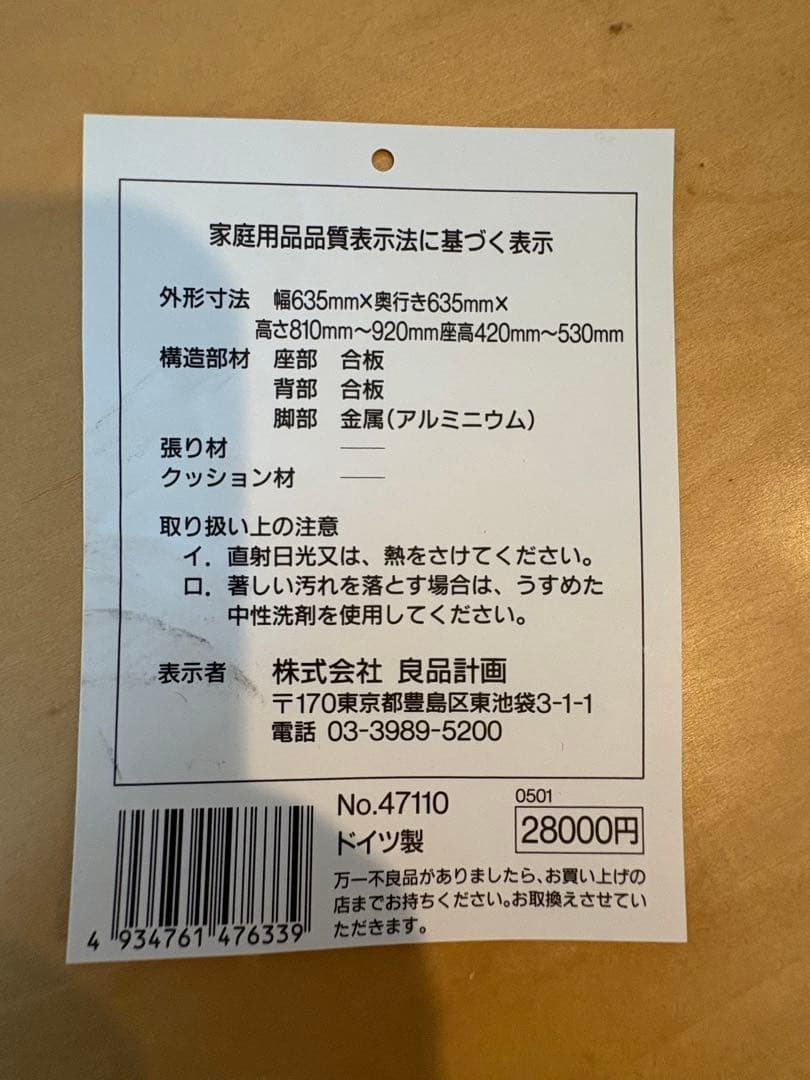 家庭用品品質表示法に基づく表示
外形寸法 幅635mm×奥行き635mm×
高さ810mm～920mm座高420mm～530mm
構造部材 座部 合板
背部 合板
脚部 金属(アルミニウム)
張り材 ――
クッション材 ――
取り扱い上の注意
イ．直射日光又は、熱をさけてください。
ロ．著しい汚れを落とす場合は、うすめた
中性洗剤を使用してください。
表示者 株式会社 良品計画
〒170東京都豊島区東池袋3-1-1
電話 03-3989-5200
No.47110
ドイツ製
0501
28000円
万一不良品がありましたら、お買い上げの
店までお持ちください。お取換えさせてい
ただきます。
4 934761 476339